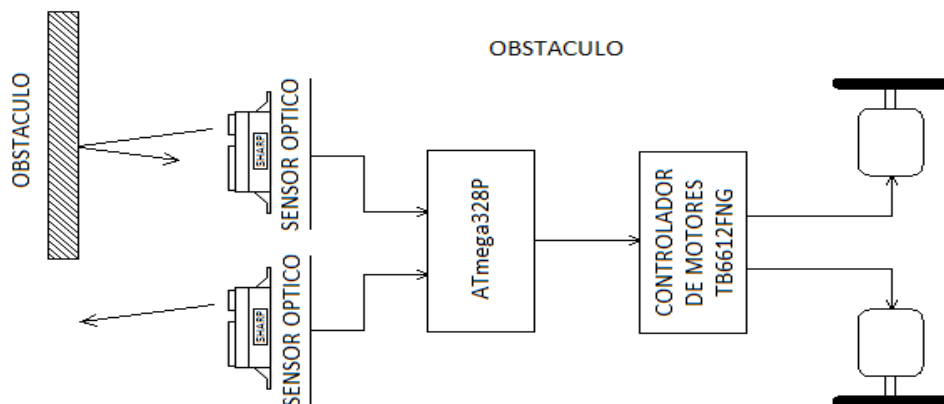 OBSTACULO
OBSTACULO
SHARP
SENSOR OPTICO
SHARP
SENSOR OPTICO
ATmega328P
CONTROLADOR
DE MOTORES
TB6612FNG